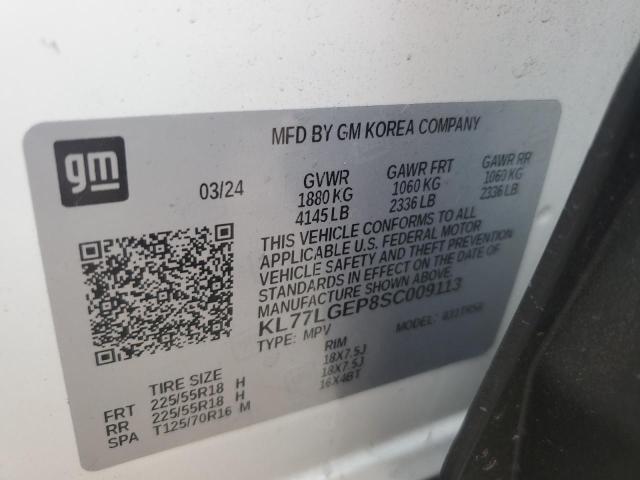 MFD BY GM KOREA COMPANY
gm
03/24
GVWR GAWR FRT GAWR RR
1880 KG 1060 KG 1060 KG
4145 LB 2336 LB 2336 LB
THIS VEHICLE CONFORMS TO ALL
APPLICABLE U.S. FEDERAL MOTOR
VEHICLE SAFETY AND THEFT PREVENTION
STANDARDS IN EFFECT ON THE DATE OF
MANUFACTURE SHOWN ABOVE.
KL77LGEP8SC009113
TYPE: MPV MODEL:
TIRE SIZE RIM
FRT 225/55R18 H 18X7.5J
RR 225/55R18 H 18X7.5J
SPA T125/70R16 M 16X4BT